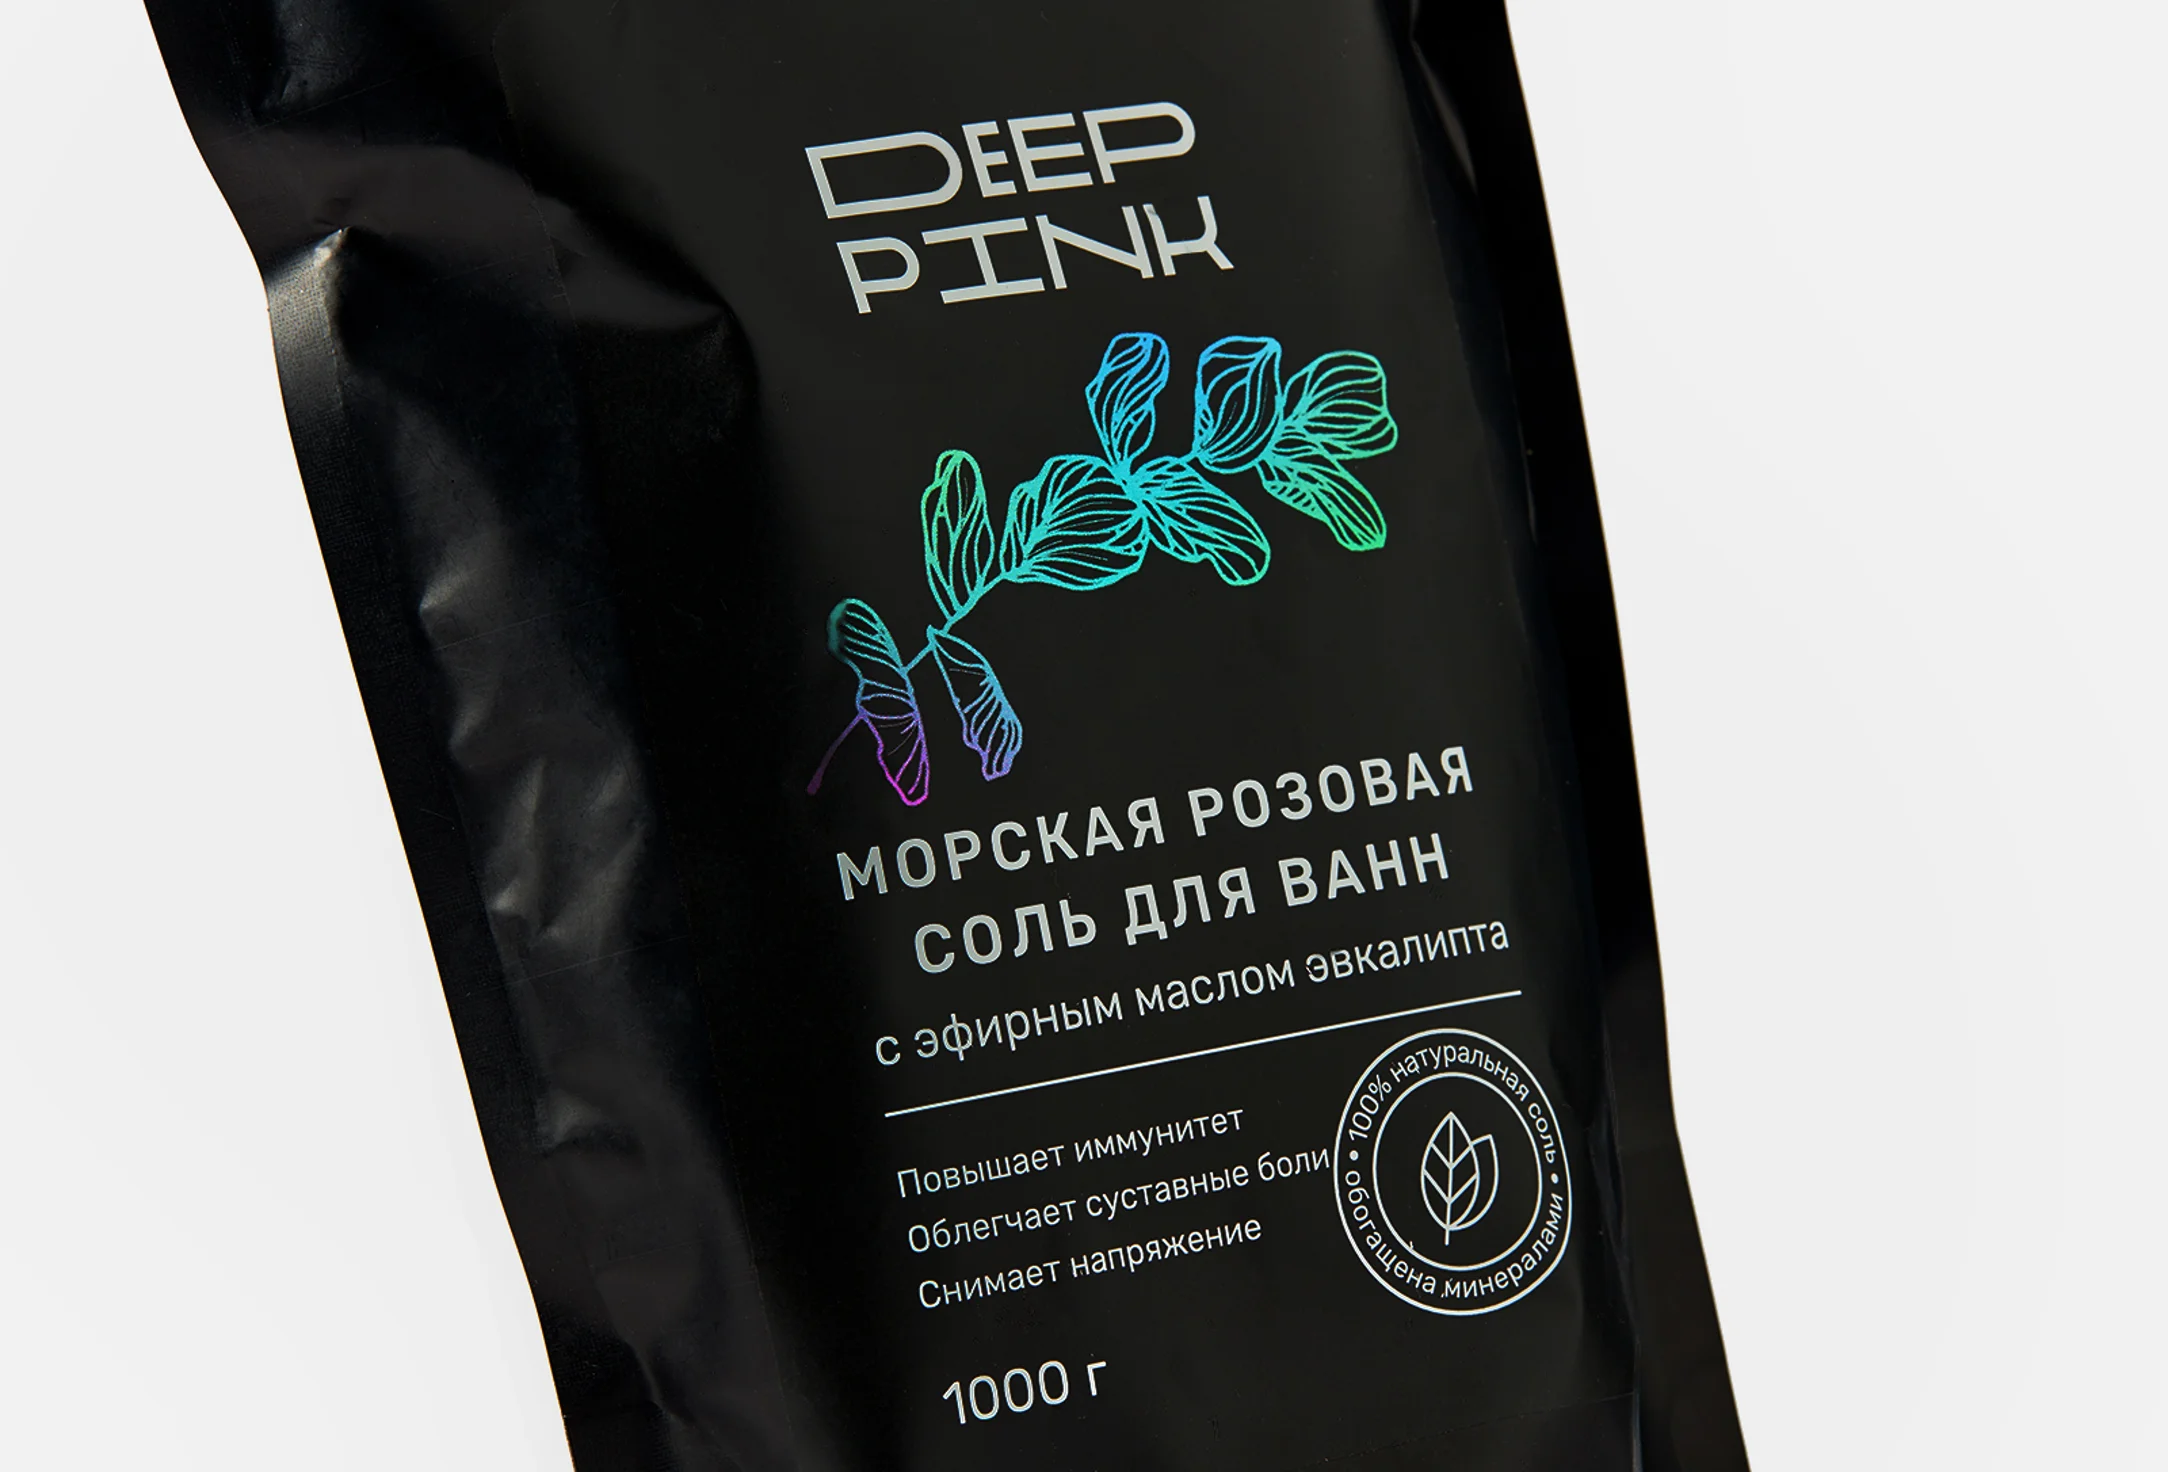 DEEP
PINK
МОРСКАЯ РОЗОВАЯ
СОЛЬ ДЛЯ ВАНН
с эфирным маслом эвкалипта
Повышает иммунитет
Облегчает суставные боли
Снимает напряжение
• 100% натуральная соль • обогащена минералами
1000 г